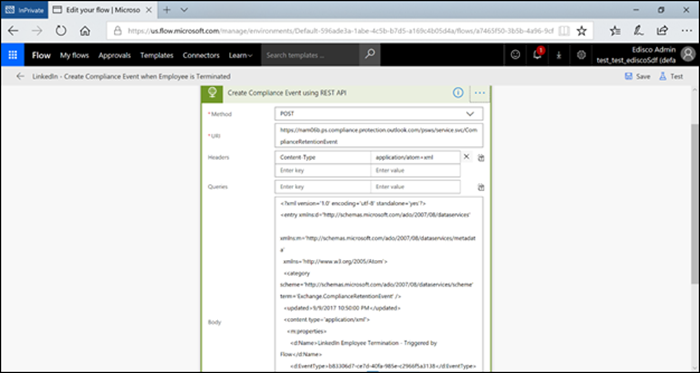 InPrivate
Edit your flow | Microso
https://us.flow.microsoft.com/manage/environments/Default-596ade3a-1abe-4c5b-b7d5-a169c4b05d4a/flows/a7465f50-3b5b-4a96-9cf
Flow My flows Approvals Templates Connectors Learn Search templates ... Edisco Admin
test_test_ediscoSdf (defa
LinkedIn - Create Compliance Event when Employee is Terminated Save Test
Create Compliance Event using REST API
* Method POST
* URI https://nam06b.ps.compliance.protection.outlook.com/psws/service.svc/Com
plianceRetentionEvent
Headers Content-Type application/atom+xml
Enter key Enter value
Queries Enter key Enter value
<?xml version='1.0' encoding='utf-8' standalone='yes'?>
<entry xmlns:d='http://schemas.microsoft.com/ado/2007/08/dataservices'
xmlns:m='http://schemas.microsoft.com/ado/2007/08/dataservices/metadat
a'
xmlns='http://www.w3.org/2005/Atom'>
<category
scheme='http://schemas.microsoft.com/ado/2007/08/dataservices/scheme'
term='Exchange.ComplianceRetentionEvent' />
<updated>9/9/2017 10:50:00 PM</updated>
<content type='application/xml'>
Body
<m:properties>
<d:Name>LinkedIn Employee Termination - Triggered by
Flow</d:Name>
<d:EventType>b83306d7-ce7d-40fa-985e-c2966f5a3138</d:EventType>